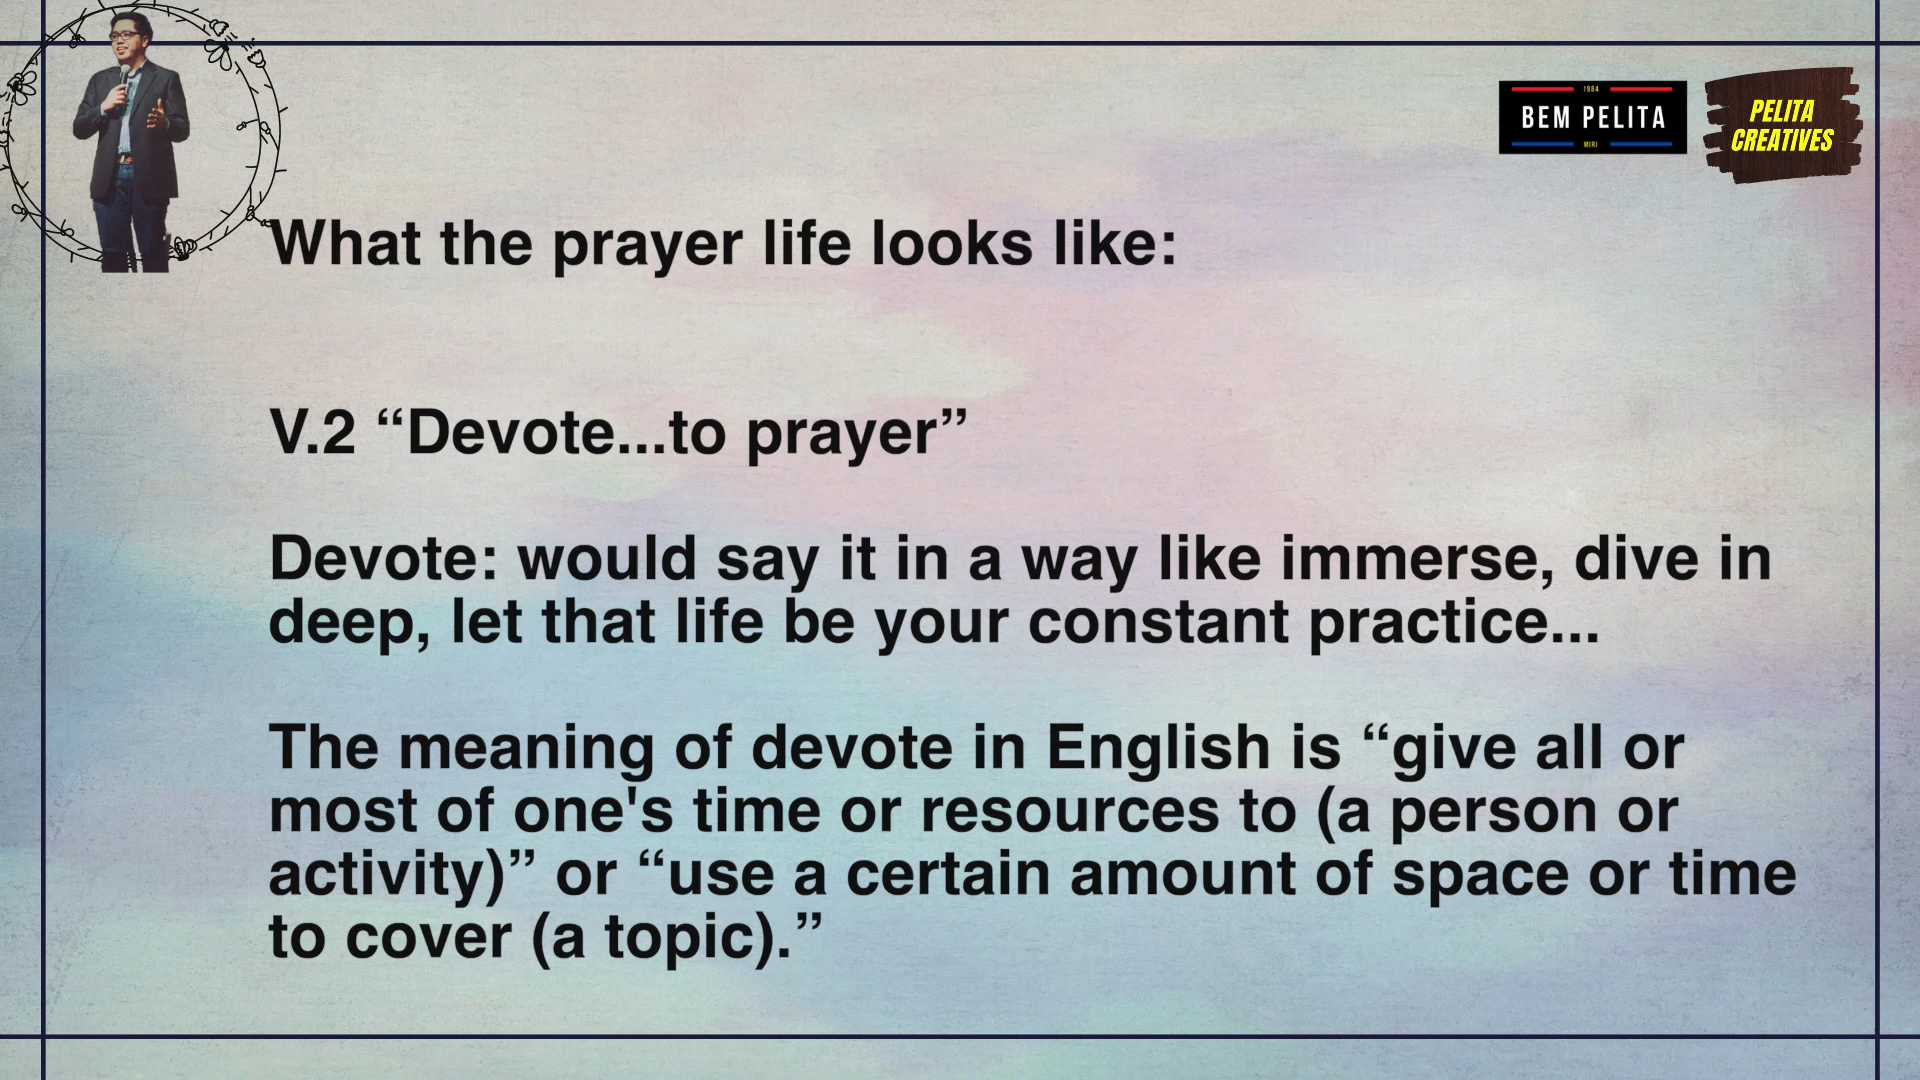 1984
BEM PELITA
MIRI
PELITA
CREATIVES
What the prayer life looks like:
V.2 “Devote...to prayer”
Devote: would say it in a way like immerse, dive in
deep, let that life be your constant practice...
The meaning of devote in English is “give all or
most of one's time or resources to (a person or
activity)” or “use a certain amount of space or time
to cover (a topic).”